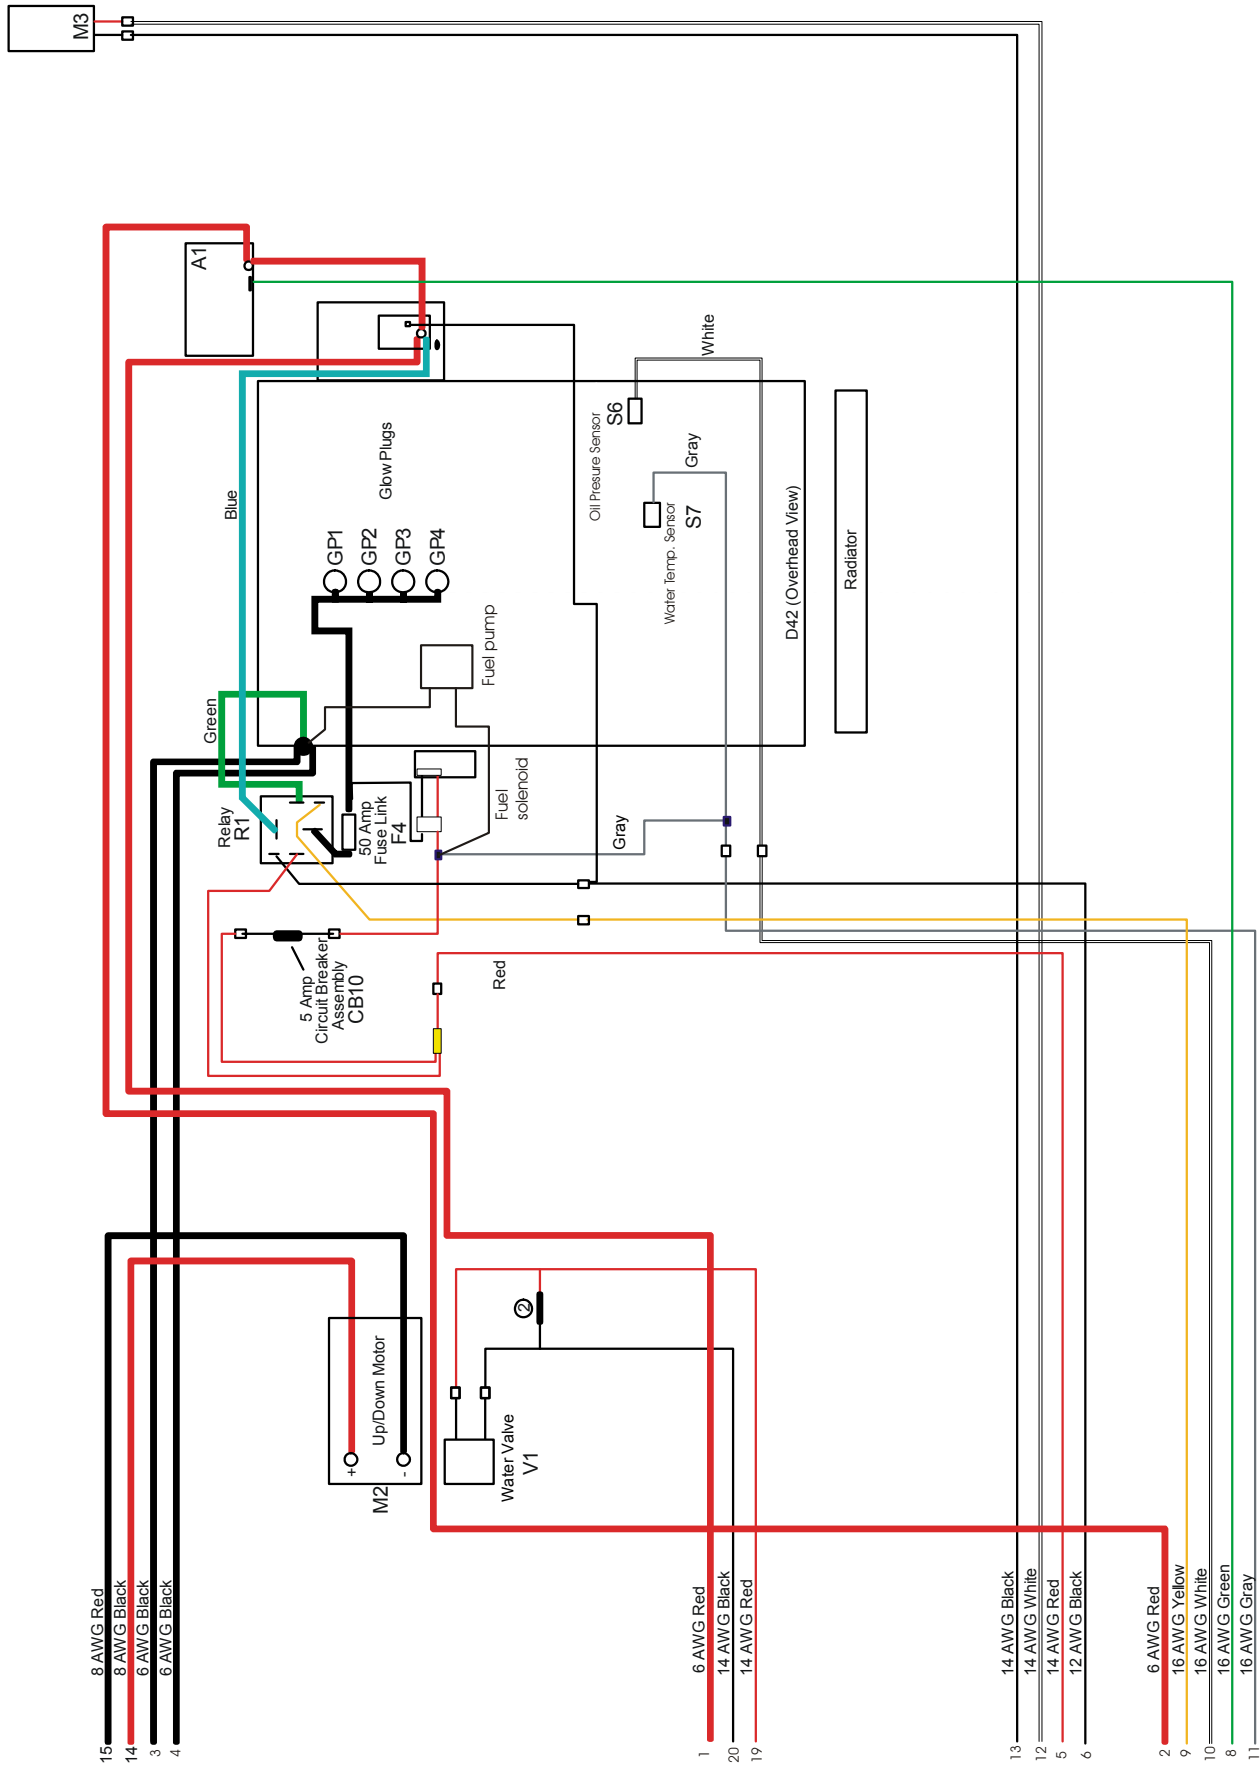 M3
A1
White
Blue
Glow Plugs
GP1
GP2
GP3
GP4
Oil Presure Sensor
S6
Gray
Water Temp. Sensor
S7
D42 (Overhead View)
Radiator
Green
Fuel pump
Relay
R1
50 Amp
Fuse Link
F4
Fuel
solenoid
Gray
5 Amp
Circuit Breaker
Assembly
CB10
Red
2
Up/Down Motor
+
-
M2
Water Valve
V1
8 AWG Red
8 AWG Black
6 AWG Black
6 AWG Black
6 AWG Red
14 AWG Black
14 AWG Red
14 AWG Black
14 AWG White
14 AWG Red
12 AWG Black
6 AWG Red
16 AWG Yellow
16 AWG White
16 AWG Green
16 AWG Gray
15
14
3
4
1
20
19
13
12
5
6
2
9
10
8
11